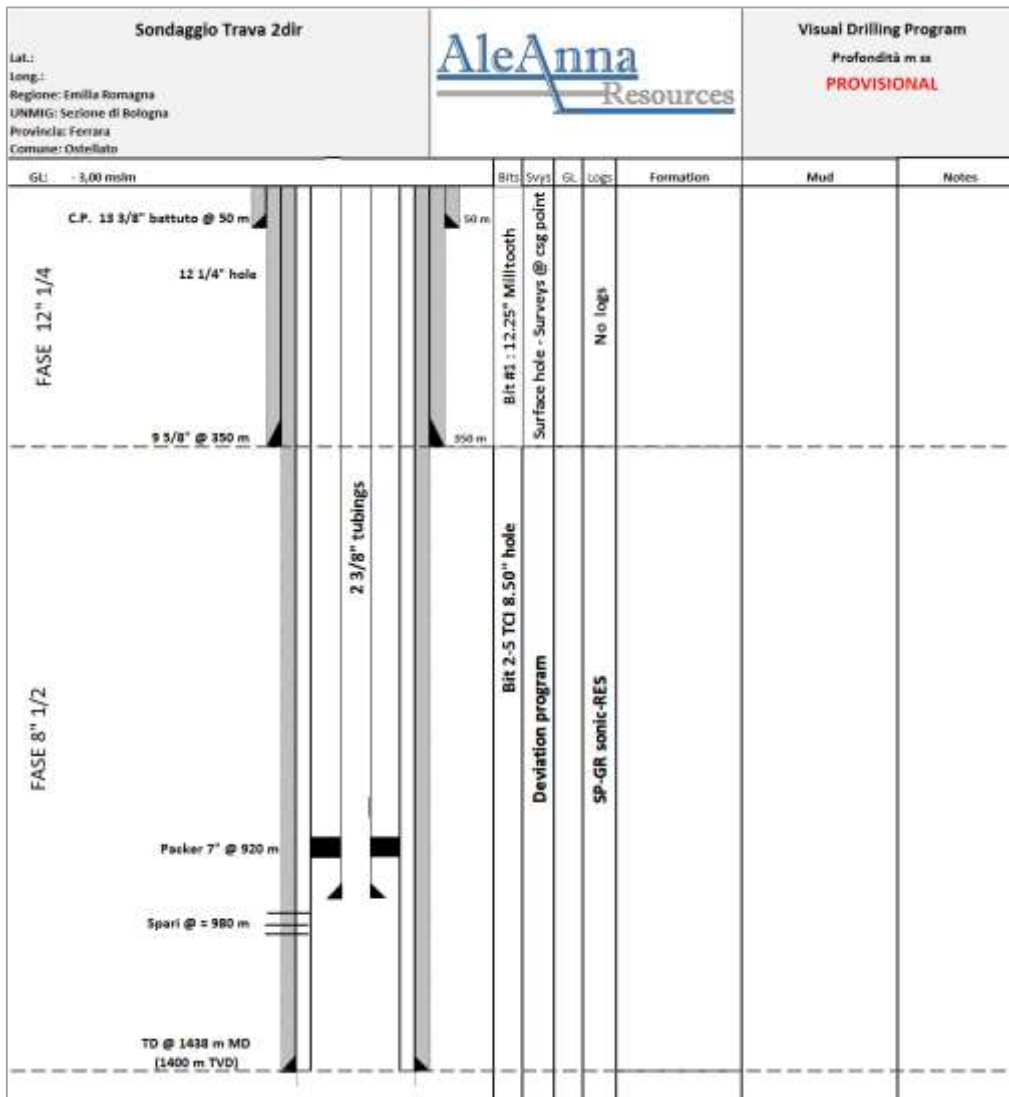 Sondaggio Trava 2dir
Lat.:
Long.:
Regione: Emilia Romagna
UNMIG: Sezione di Bologna
Provincia: Ferrara
Comune: Ostellato
AleAnna
Resources
Visual Drilling Program
Profondità m ss
PROVISIONAL
GL: - 3,00 mslm
Bits Svys GL Logs Formation Mud Notes
C.P. 13 3/8" battuto @ 50 m
50 m
12 1/4" hole
FASE 12" 1/4
9 5/8" @ 350 m
350 m
Bit #1 : 12.25" Milltooth
Surface hole - Surveys @ csg point
No logs
2 3/8" tubings
Bit 2-5 TCI 8.50" hole
Deviation program
SP-GR sonic-RES
FASE 8" 1/2
Packer 7" @ 920 m
Spari @ = 980 m
TD @ 1438 m MD
(1400 m TVD)